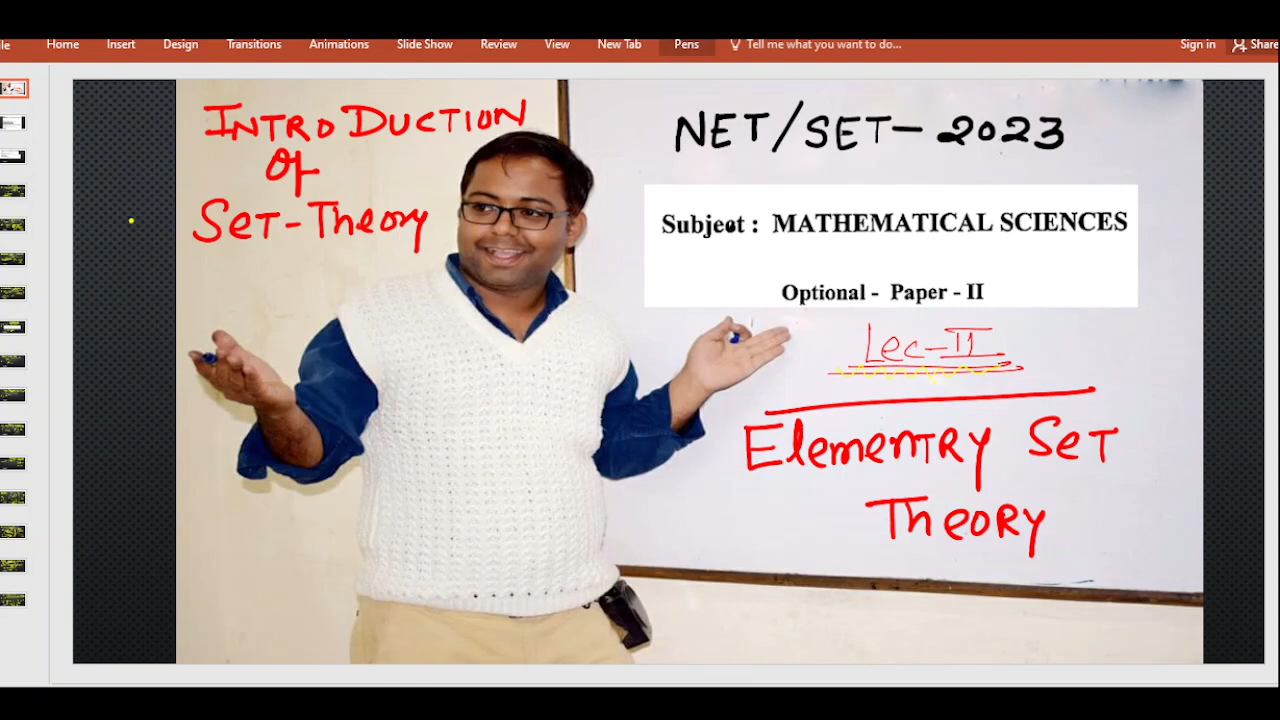 le
Home Insert Design Transitions Animations Slide Show Review View New Tab Pens Tell me what you want to do... Sign in Share
INTRODUCTION
Of
Set-Theory
NET/SET-2023
Subject : MATHEMATICAL SCIENCES
Optional - Paper - II
Lec-II
ElemenTRY SeT
TheoRY